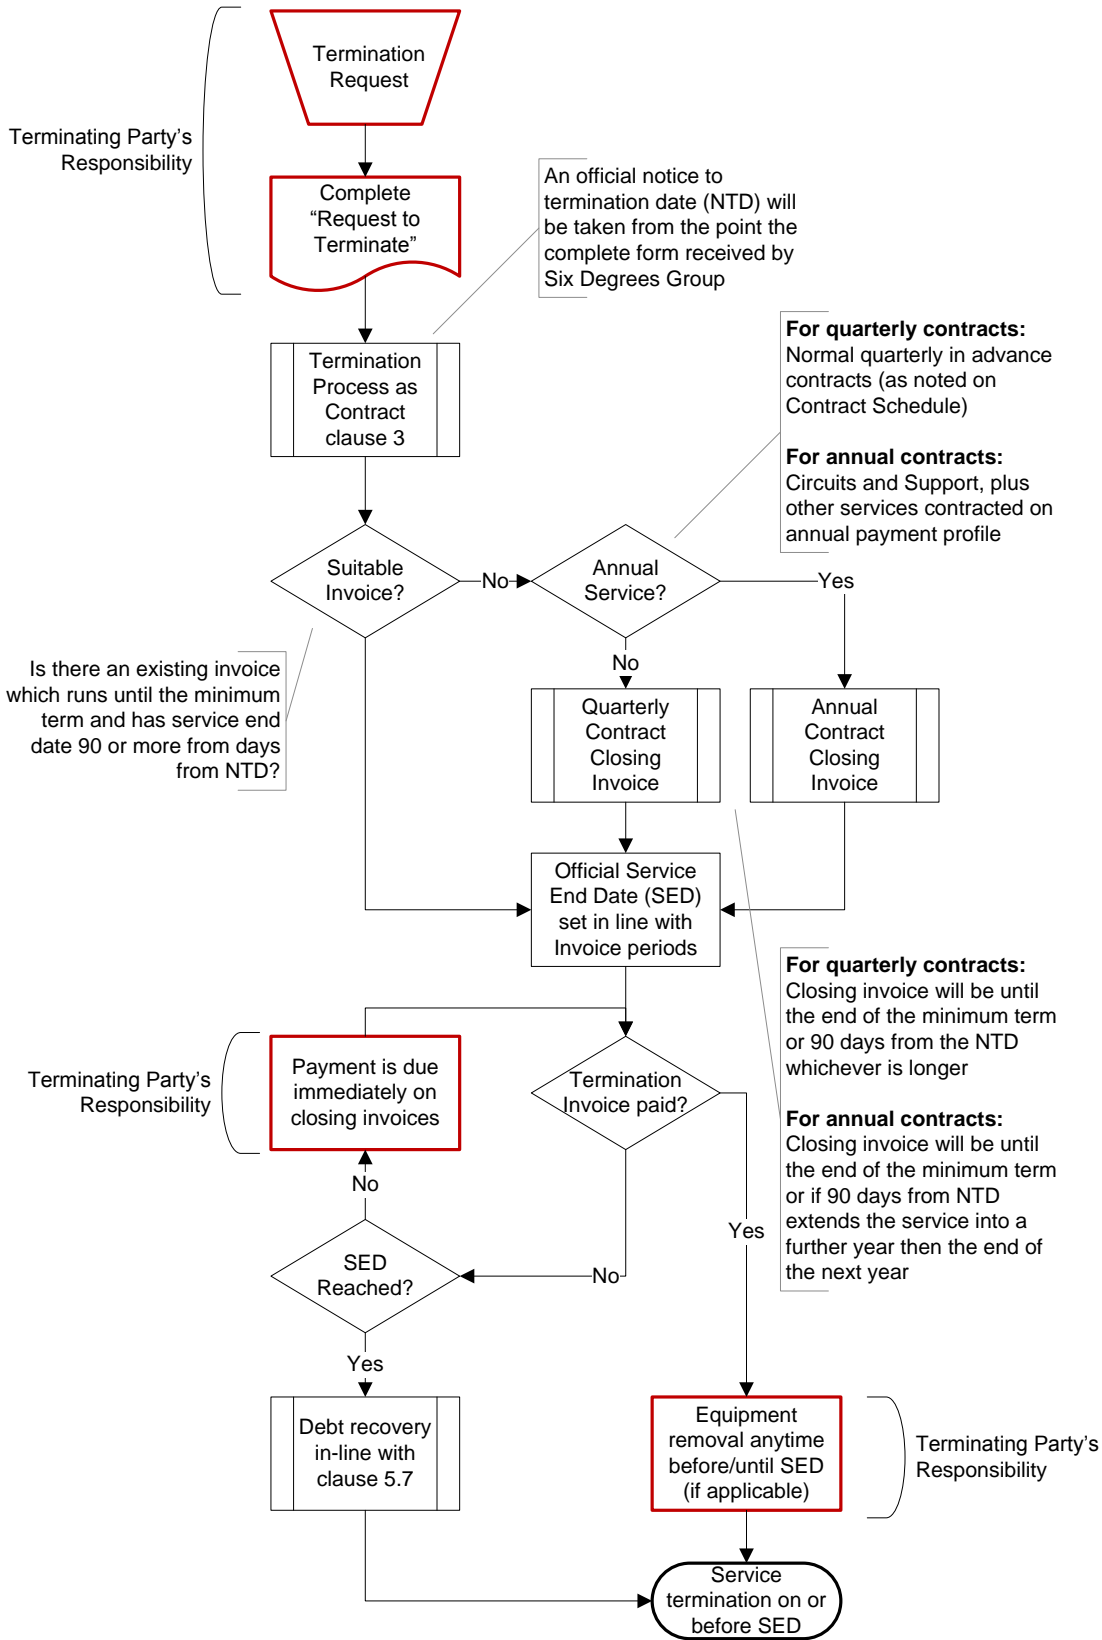 Termination
Request
Terminating Party's
Responsibility
Complete
“Request to
Terminate”
An official notice to
termination date (NTD) will
be taken from the point the
complete form received by
Six Degrees Group
Termination
Process as
Contract
clause 3
For quarterly contracts:
Normal quarterly in advance
contracts (as noted on
Contract Schedule)
For annual contracts:
Circuits and Support, plus
other services contracted on
annual payment profile
Suitable
Invoice?
No
Annual
Service?
Yes
Is there an existing invoice
which runs until the minimum
term and has service end
date 90 or more from days
from NTD?
No
Quarterly
Contract
Closing
Invoice
Annual
Contract
Closing
Invoice
Official Service
End Date (SED)
set in line with
Invoice periods
For quarterly contracts:
Closing invoice will be until
the end of the minimum term
or 90 days from the NTD
whichever is longer
For annual contracts:
Closing invoice will be until
the end of the minimum term
or if 90 days from NTD
extends the service into a
further year then the end of
the next year
Terminating Party's
Responsibility
Payment is due
immediately on
closing invoices
Termination
Invoice paid?
No
Yes
SED
Reached?
No
Yes
Debt recovery
in-line with
clause 5.7
Equipment
removal anytime
before/until SED
(if applicable)
Terminating Party's
Responsibility
Service
termination on or
before SED